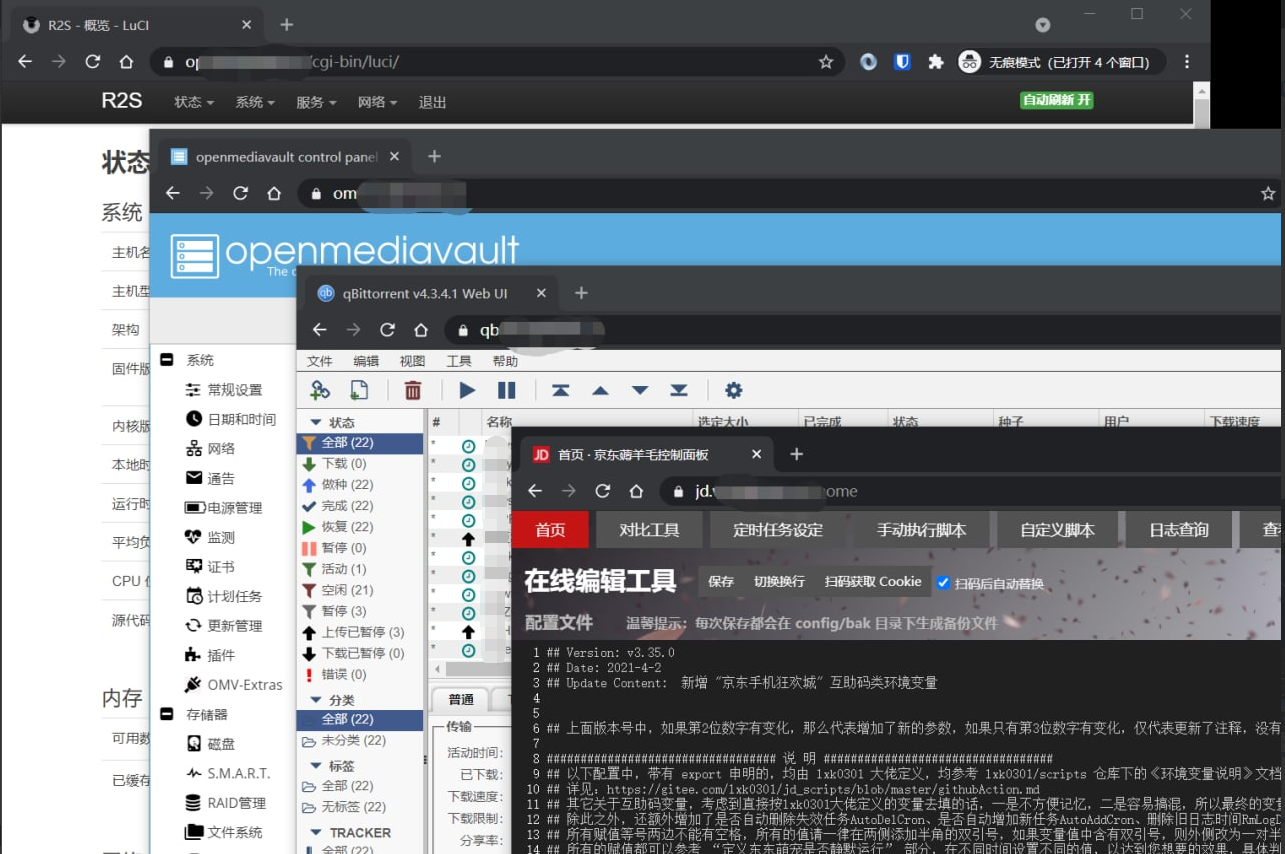 R2S - 概览 - LuCI
op
cgi-bin/luci/
无痕模式（已打开 4 个窗口）
R2S 状态 系统 服务 网络 退出 自动刷新 开
状态
系统
主机名
主机型
架构
固件版
内核版
本地时
运行时
平均负
CPU
源代码
内存
可用数
已缓存
openmediavault control panel
om
openmediavault
The
系统
常规设置
日期和时间
网络
通告
电源管理
监测
证书
计划任务
更新管理
插件
OMV-Extras
存储器
磁盘
S.M.A.R.T.
RAID管理
文件系统
qBittorrent v4.3.4.1 Web UI
qb
文件 编辑 视图 工具 帮助
状态
全部 (22)
下载 (0)
做种 (22)
完成 (22)
恢复 (22)
暂停 (0)
活动 (1)
空闲 (21)
暂停 (3)
上传已暂停 (3)
下载已暂停 (0)
错误 (0)
分类
全部 (22)
未分类 (22)
标签
全部 (22)
无标签 (22)
TRACKER
全部 (22)
# 名称 选定大小 已完成 状态 种子 用户 下载速度
普通
传输
活动时间:
已下载:
下载速度:
下载限制:
分享率:
JD 首页 - 京东薅羊毛控制面板
jd.
ome
首页 对比工具 定时任务设定 手动执行脚本 自定义脚本 日志查询 查
在线编辑工具 保存 切换换行 扫码获取 Cookie 扫码后自动替换
配置文件 温馨提示：每次保存都会在 config/bak 目录下生成备份文件
1 ## Version: v3.35.0
2 ## Date: 2021-4-2
3 ## Update Content: 新增“京东手机狂欢城”互助码类环境变量
4
5
6 ## 上面版本号中，如果第2位数字有变化，那么代表增加了新的参数，如果只有第3位数字有变化，仅代表更新了注释，没有
7
8 ################################## 说 明 ##################################
9 ## 以下配置中，带有 export 申明的，均由 lxk0301 大佬定义，均参考 lxk0301/scripts 仓库下的《环境变量说明》文档
10 ## 详见：https://gitee.com/lxk0301/jd_scripts/blob/master/githubAction.md
11 ## 其它关于互助码变量，考虑到直接按lxk0301大佬定义的变量去填的话，一是不方便记忆，二是容易搞混，所以最终的变
12 ## 除此之外，还额外增加了是否自动删除失效任务AutoDelCron、是否自动增加新任务AutoAddCron、删除旧日志时间RmLogD
13 ## 所有赋值等号两边不能有空格，所有的值请一律在两侧添加半角的双引号，如果变量值中含有双引号，则外侧改为一对半
14 ## 所有的赋值都可以参考 “定义东东萌宠是否静默运行” 部分，在不同时间设置不同的值，以达到您想要的效果，具体判